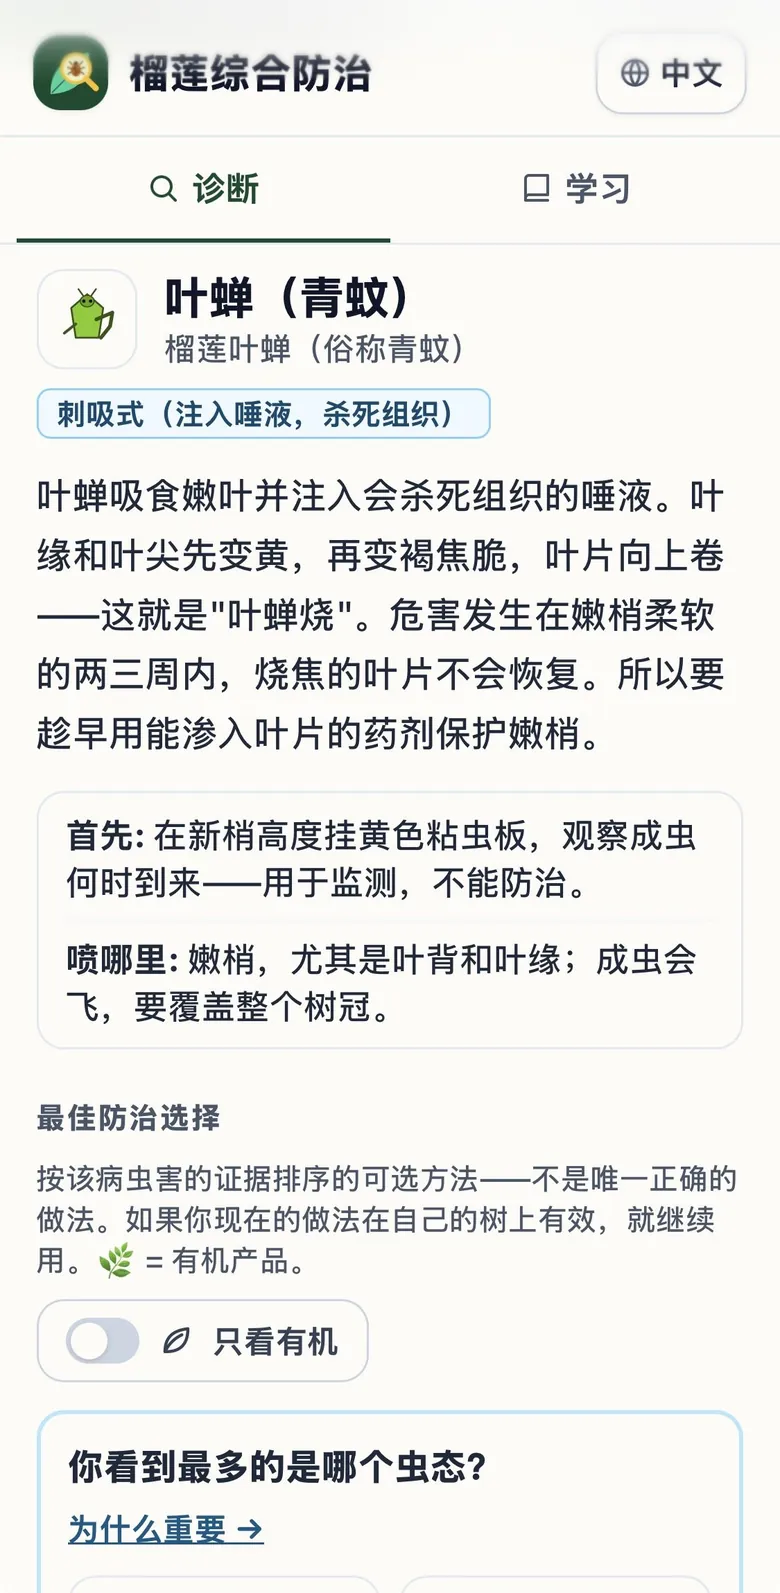 榴莲综合防治
中文
诊断
学习
叶蝉（青蚊）
榴莲叶蝉（俗称青蚊）
刺吸式（注入唾液，杀死组织）
叶蝉吸食嫩叶并注入会杀死组织的唾液。叶
缘和叶尖先变黄，再变褐焦脆，叶片向上卷
——这就是"叶蝉烧"。危害发生在嫩梢柔软
的两三周内，烧焦的叶片不会恢复。所以要
趁早用能渗入叶片的药剂保护嫩梢。
首先: 在新梢高度挂黄色粘虫板，观察成虫
何时到来——用于监测，不能防治。
喷哪里: 嫩梢，尤其是叶背和叶缘；成虫会
飞，要覆盖整个树冠。
最佳防治选择
按该病虫害的证据排序的可选方法——不是唯一正确的
做法。如果你现在的做法在自己的树上有效，就继续
用。🌿 = 有机产品。
只看有机
你看到最多的是哪个虫态?
为什么重要 →